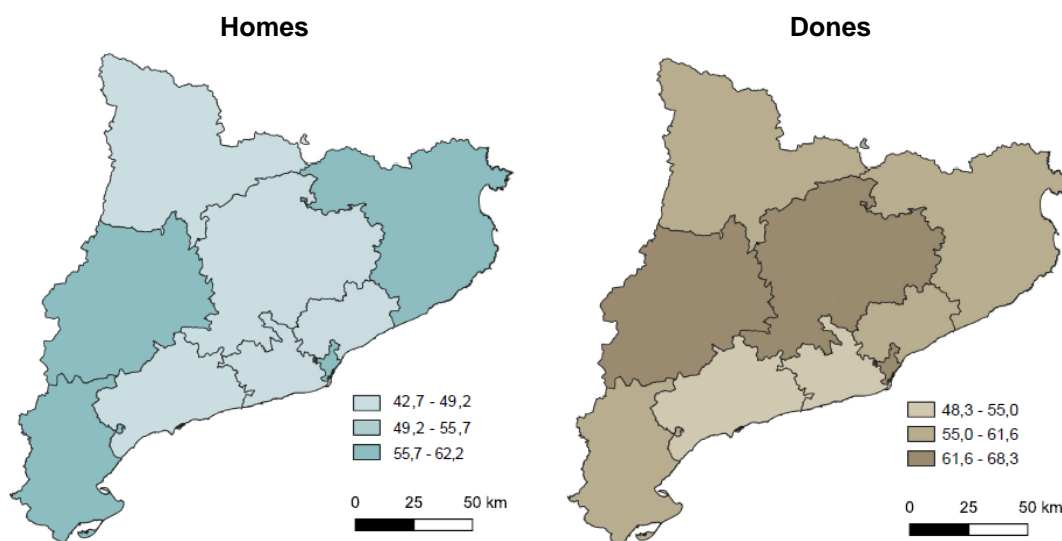 Homes
42,7 - 49,2
49,2 - 55,7
55,7 - 62,2
0 25 50 km
Dones
48,3 - 55,0
55,0 - 61,6
61,6 - 68,3
0 25 50 km